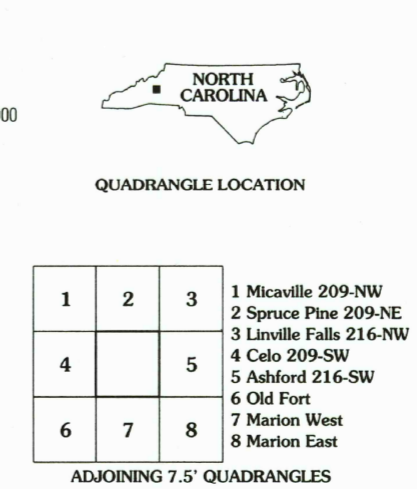 00
NORTH
CAROLINA
QUADRANGLE LOCATION
1 2 3
4 5
6 7 8
1 Micaville 209-NW
2 Spruce Pine 209-NE
3 Linville Falls 216-NW
4 Celo 209-SW
5 Ashford 216-SW
6 Old Fort
7 Marion West
8 Marion East
ADJOINING 7.5' QUADRANGLES